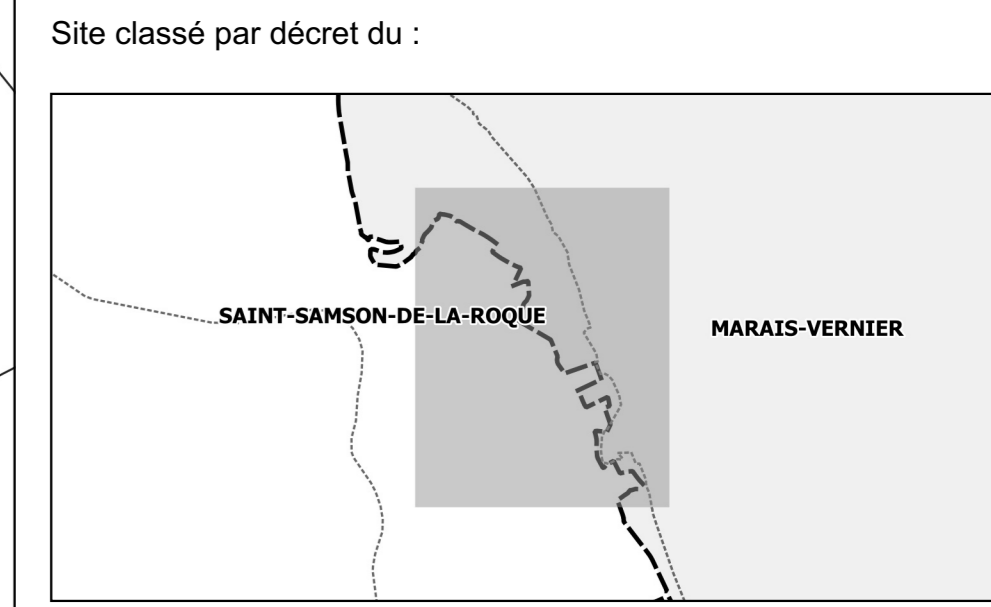 Site classé par décret du :
SAINT-SAMSON-DE-LA-ROQUE
MARAIS-VERNIER